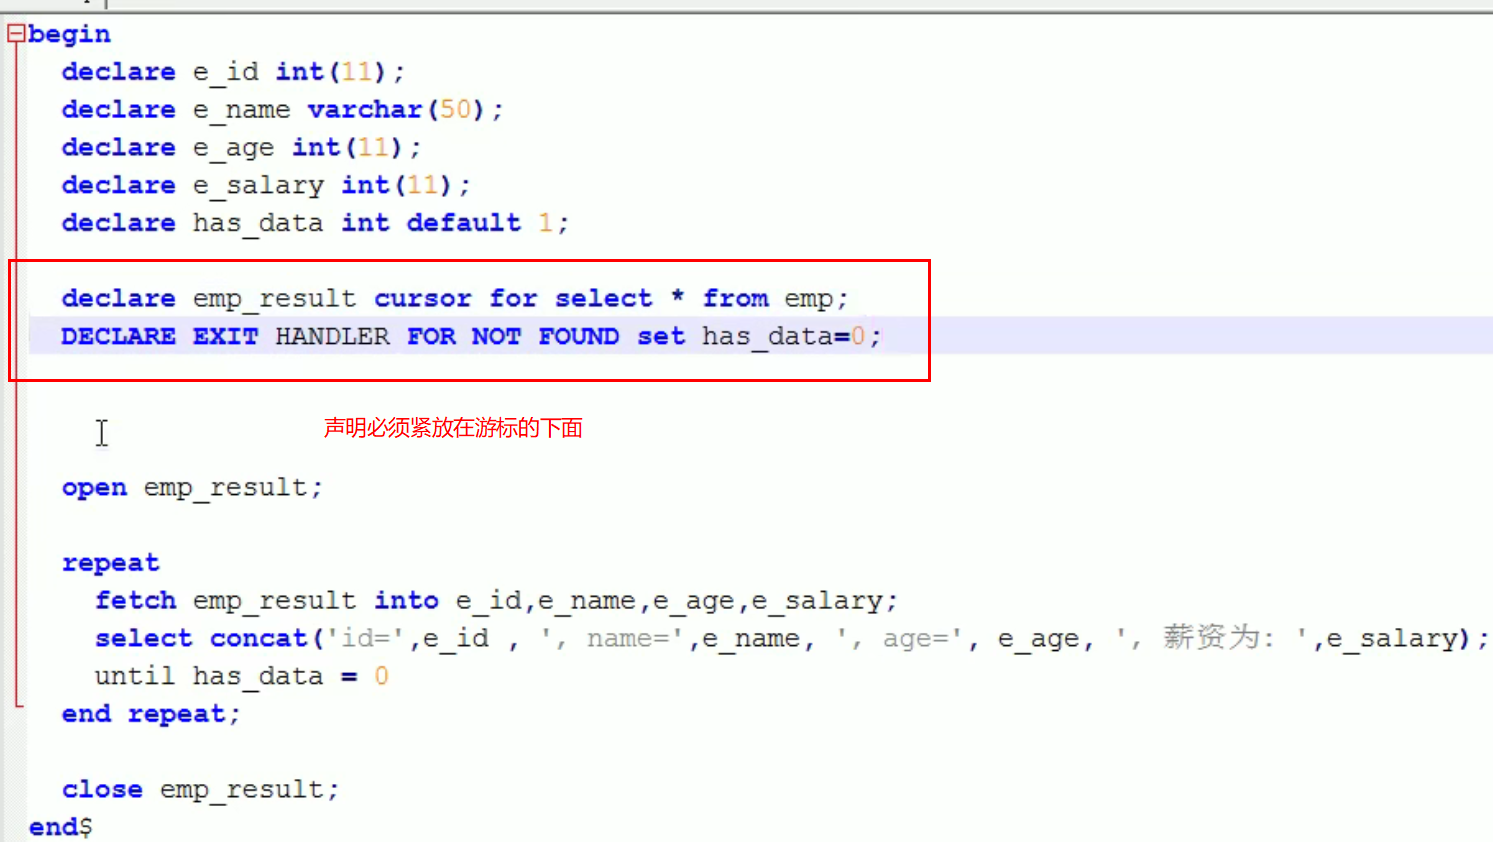 begin
declare e_id int(11);
declare e_name varchar(50);
declare e_age int(11);
declare e_salary int(11);
declare has_data int default 1;
declare emp_result cursor for select * from emp;
DECLARE EXIT HANDLER FOR NOT FOUND set has_data=0;
声明必须紧放在游标的下面
open emp_result;
repeat
fetch emp_result into e_id,e_name,e_age,e_salary;
select concat('id=',e_id , ', name=',e_name, ', age=', e_age, ', 薪资为: ',e_salary);
until has_data = 0
end repeat;
close emp_result;
end$